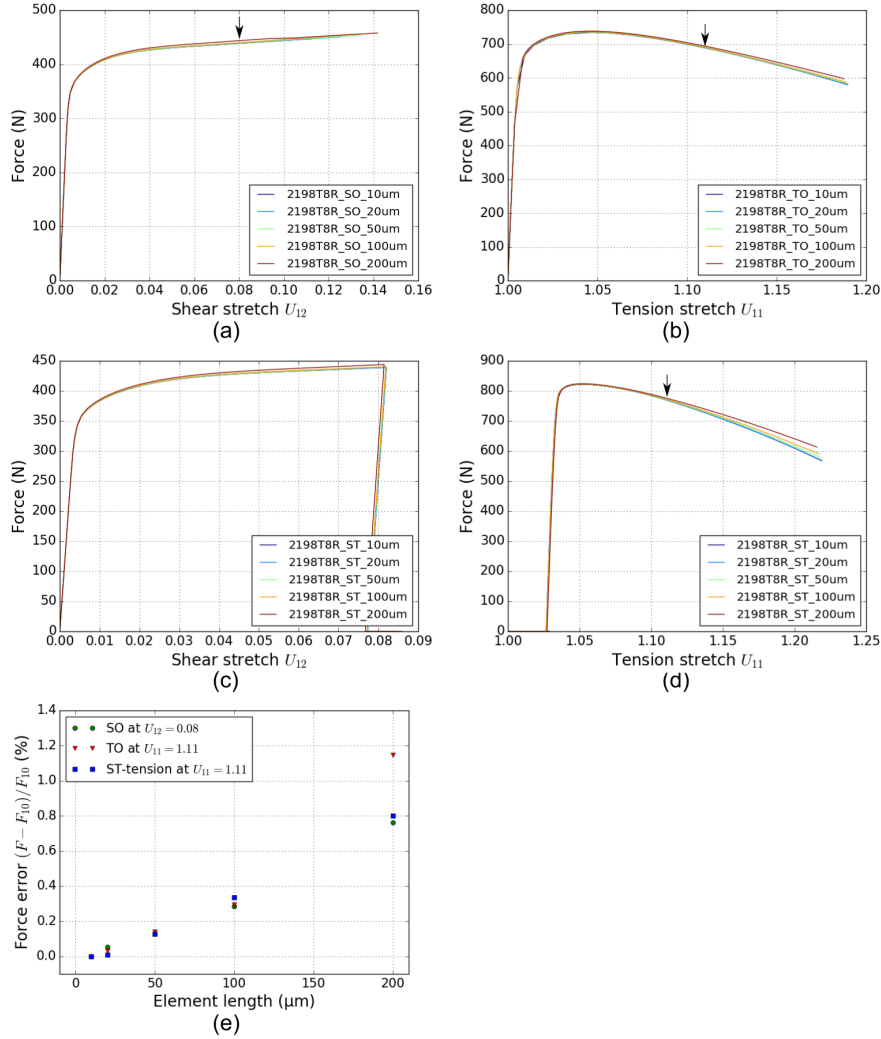 500
400
300
200
100
0
Force (N)
2198T8R_SO_10um
2198T8R_SO_20um
2198T8R_SO_50um
2198T8R_SO_100um
2198T8R_SO_200um
0.00 0.02 0.04 0.06 0.08 0.10 0.12 0.14 0.16
Shear stretch U₁₂
(a)
800
700
600
500
400
300
200
100
0
Force (N)
2198T8R_TO_10um
2198T8R_TO_20um
2198T8R_TO_50um
2198T8R_TO_100um
2198T8R_TO_200um
1.00 1.05 1.10 1.15 1.20
Tension stretch U₁₁
(b)
450
400
350
300
250
200
150
100
50
0
Force (N)
2198T8R_ST_10um
2198T8R_ST_20um
2198T8R_ST_50um
2198T8R_ST_100um
2198T8R_ST_200um
0.00 0.01 0.02 0.03 0.04 0.05 0.06 0.07 0.08 0.09
Shear stretch U₁₂
(c)
900
800
700
600
500
400
300
200
100
0
Force (N)
2198T8R_ST_10um
2198T8R_ST_20um
2198T8R_ST_50um
2198T8R_ST_100um
2198T8R_ST_200um
1.00 1.05 1.10 1.15 1.20 1.25
Tension stretch U₁₁
(d)
1.4
1.2
1.0
0.8
0.6
0.4
0.2
0.0
Force error (F−F₁₀)/F₁₀ (%)
SO at U₁₂=0.08
TO at U₁₁=1.11
ST-tension at U₁₁=1.11
0 50 100 150 200
Element length (μm)
(e)